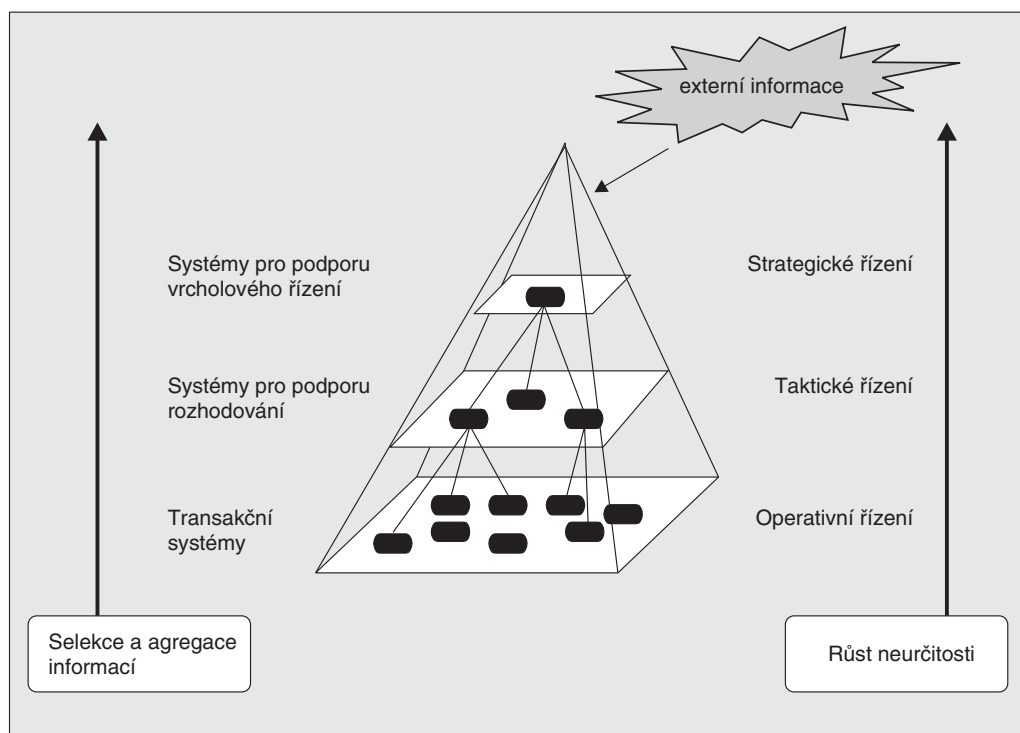 externí informace
Systémy pro podporu
vrcholového řízení
Strategické řízení
Systémy pro podporu
rozhodování
Taktické řízení
Transakční
systémy
Operativní řízení
Selekce a agregace
informací
Růst neurčitosti